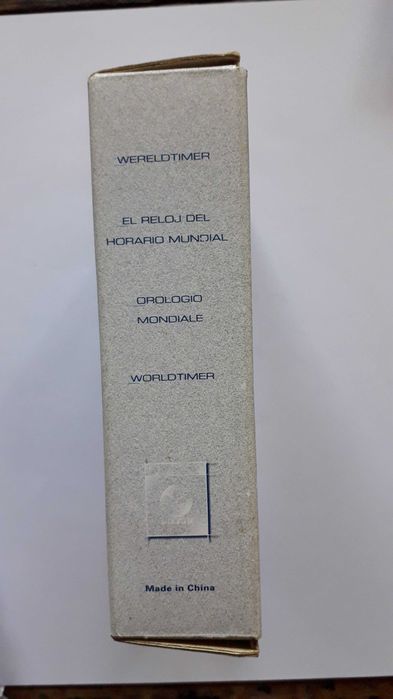 WERELDTIMER
EL RELOJ DEL
HORARIO MUNDIAL
OROLOGIO
MONDIALE
WORLDTIMER
Made in China